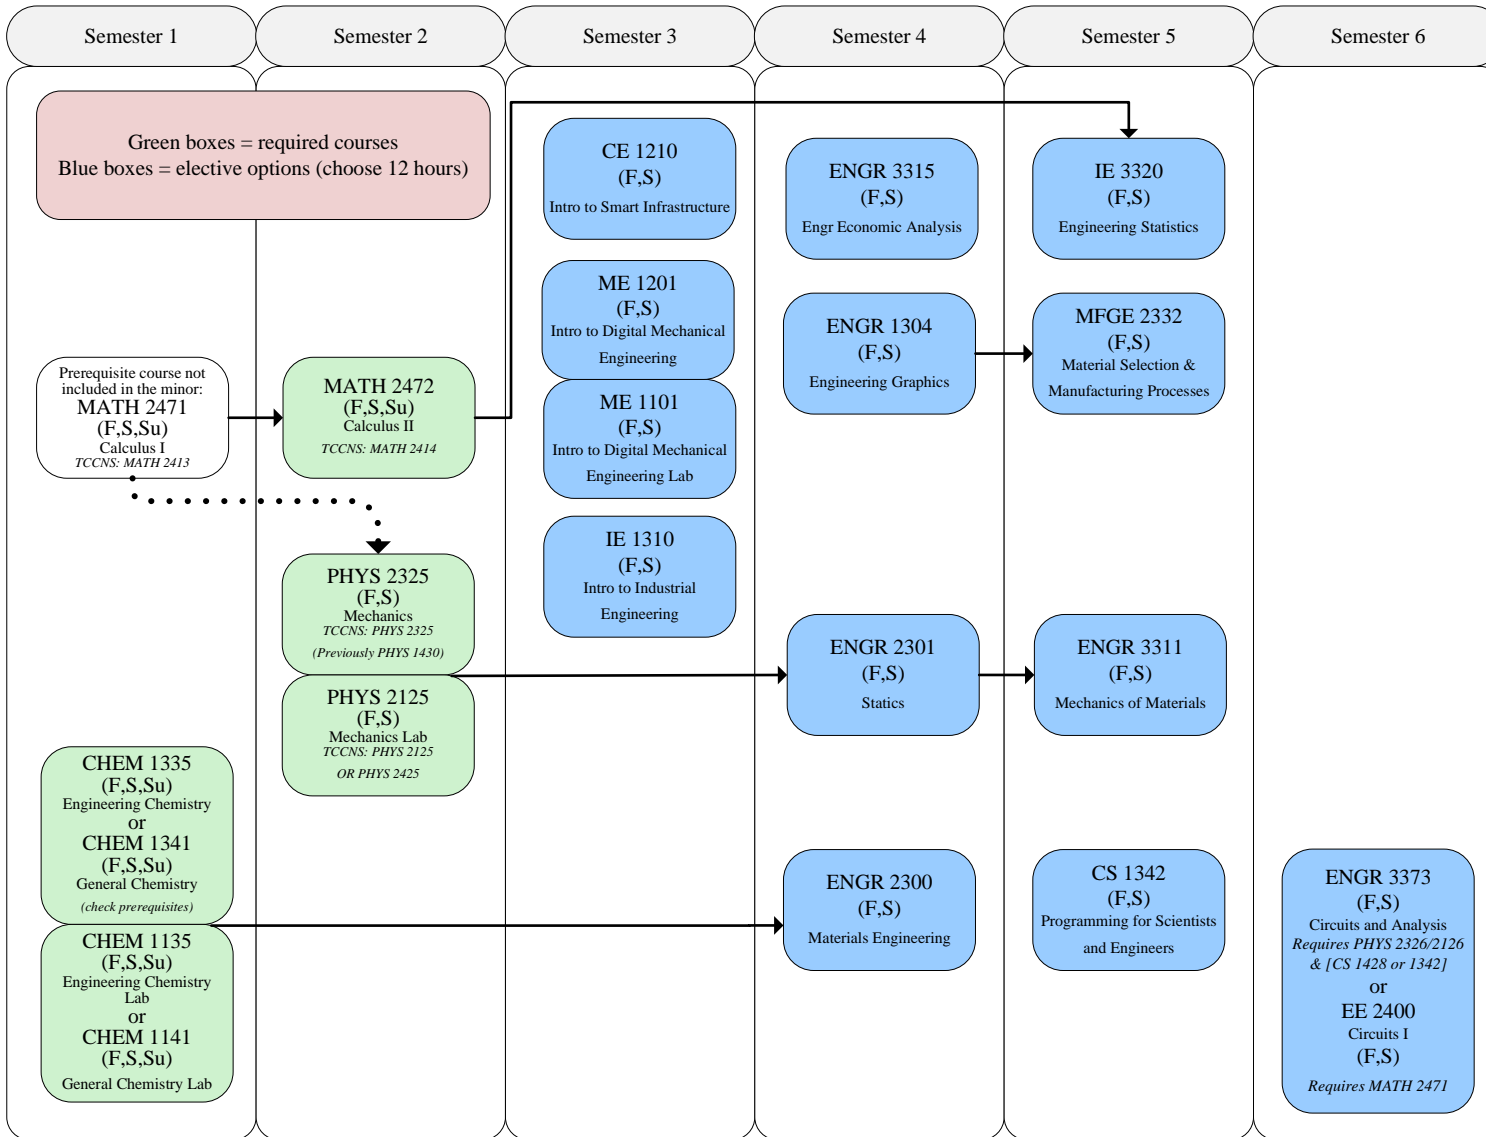 Semester 1
Semester 2
Semester 3
Semester 4
Semester 5
Semester 6
Green boxes = required courses
Blue boxes = elective options (choose 12 hours)
Prerequisite course not
included in the minor:
MATH 2471
(F,S,Su)
Calculus I
TCCNS: MATH 2413
CHEM 1335
(F,S,Su)
Engineering Chemistry
or
CHEM 1341
(F,S,Su)
General Chemistry
(check prerequisites)
CHEM 1135
(F,S,Su)
Engineering Chemistry
Lab
or
CHEM 1141
(F,S,Su)
General Chemistry Lab
MATH 2472
(F,S,Su)
Calculus II
TCCNS: MATH 2414
PHYS 2325
(F,S)
Mechanics
TCCNS: PHYS 2325
(Previously PHYS 1430)
PHYS 2125
(F,S)
Mechanics Lab
TCCNS: PHYS 2125
OR PHYS 2425
CE 1210
(F,S)
Intro to Smart Infrastructure
ME 1201
(F,S)
Intro to Digital Mechanical
Engineering
ME 1101
(F,S)
Intro to Digital Mechanical
Engineering Lab
IE 1310
(F,S)
Intro to Industrial
Engineering
ENGR 3315
(F,S)
Engr Economic Analysis
ENGR 1304
(F,S)
Engineering Graphics
ENGR 2301
(F,S)
Statics
ENGR 2300
(F,S)
Materials Engineering
IE 3320
(F,S)
Engineering Statistics
MFGE 2332
(F,S)
Material Selection &
Manufacturing Processes
ENGR 3311
(F,S)
Mechanics of Materials
CS 1342
(F,S)
Programming for Scientists
and Engineers
ENGR 3373
(F,S)
Circuits and Analysis
Requires PHYS 2326/2126
& [CS 1428 or 1342]
or
EE 2400
Circuits I
(F,S)
Requires MATH 2471